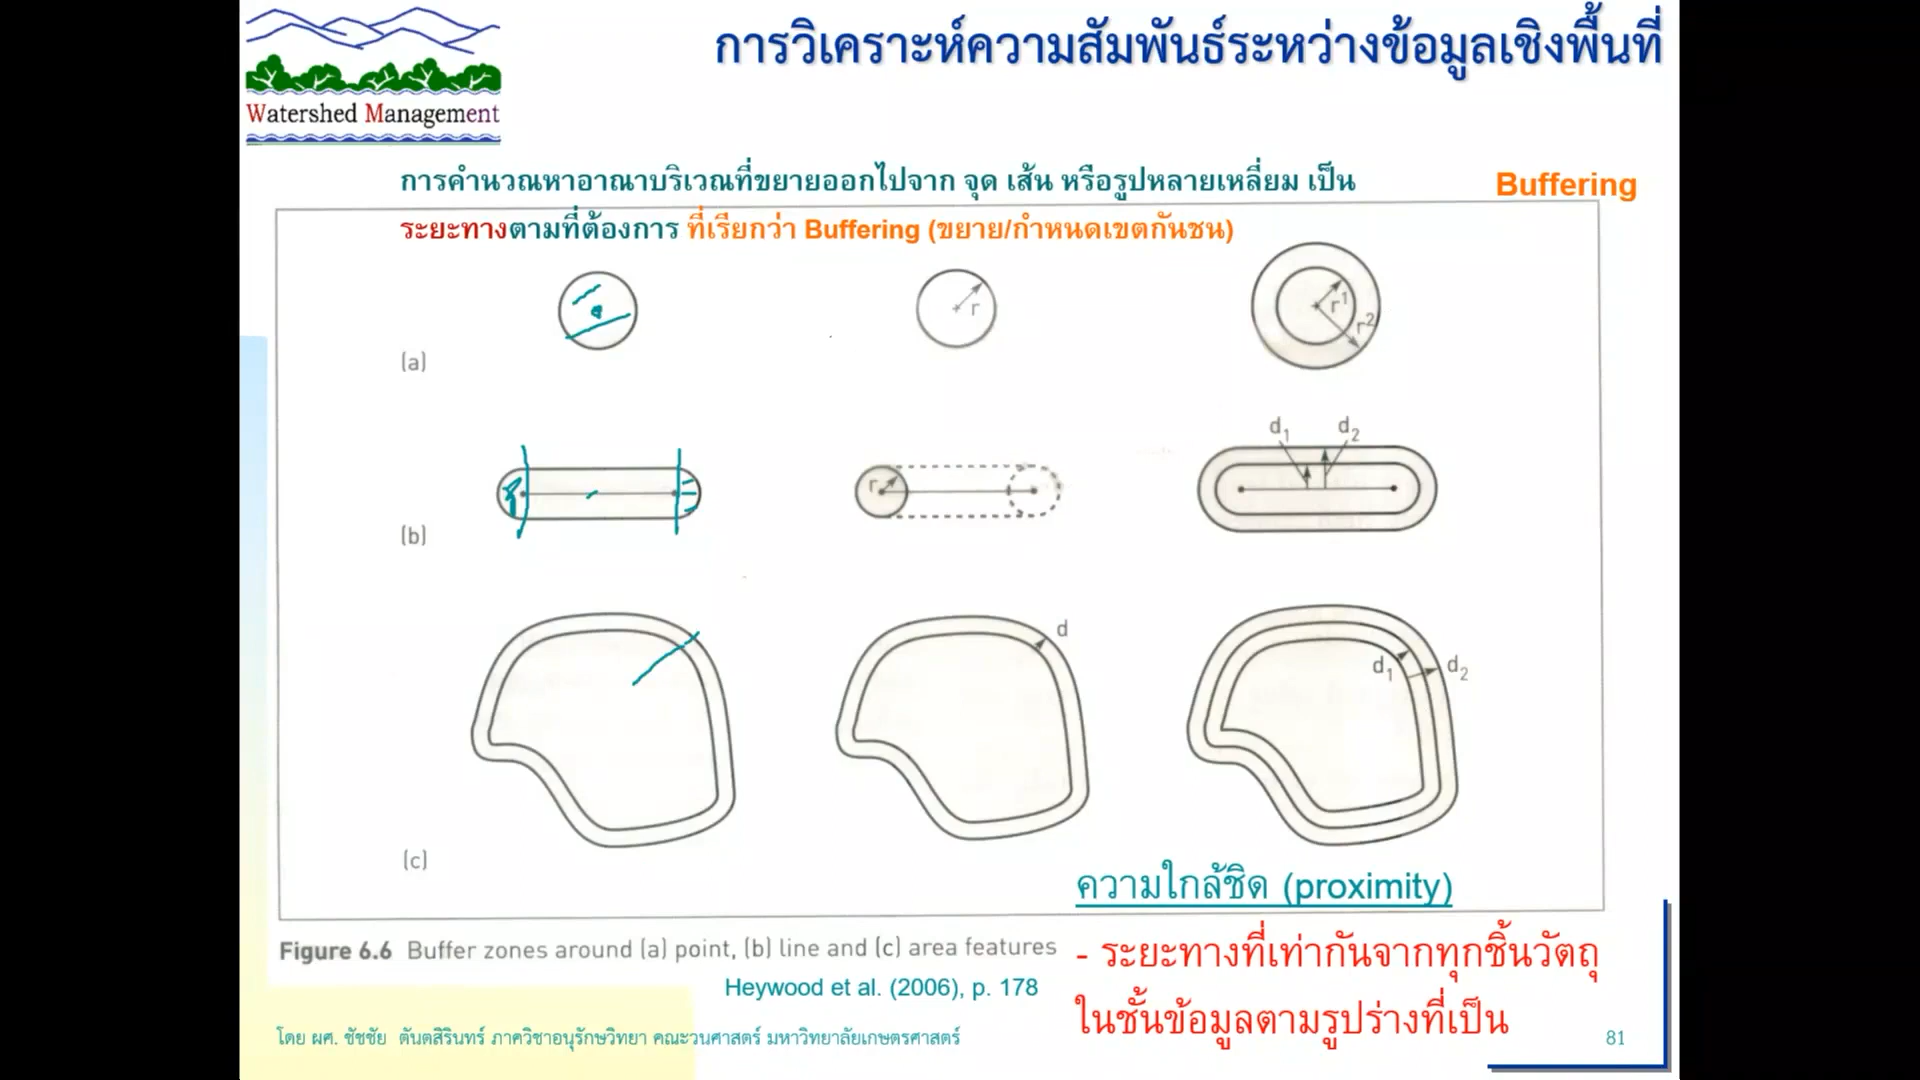 Watershed Management
การวิเคราะห์ความสัมพันธ์ระหว่างข้อมูลเชิงพื้นที่
การคำนวณหาอาณาบริเวณที่ขยายออกไปจาก จุด เส้น หรือรูปหลายเหลี่ยม เป็น
Buffering
ระยะทางตามที่ต้องการ ที่เรียกว่า Buffering (ขยาย/กำหนดเขตกันชน)
r
r1
r2
(a)
d1 d2
r
(b)
d
d1 d2
(c)
ความใกล้ชิด (proximity)
Figure 6.6 Buffer zones around (a) point, (b) line and (c) area features
Heywood et al. (2006), p. 178
- ระยะทางที่เท่ากันจากทุกชิ้นวัตถุ
ในชั้นข้อมูลตามรูปร่างที่เป็น
โดย ผศ. ชัชชัย ตันตสิรินทร์ ภาควิชาอนุรักษวิทยา คณะวนศาสตร์ มหาวิทยาลัยเกษตรศาสตร์
81